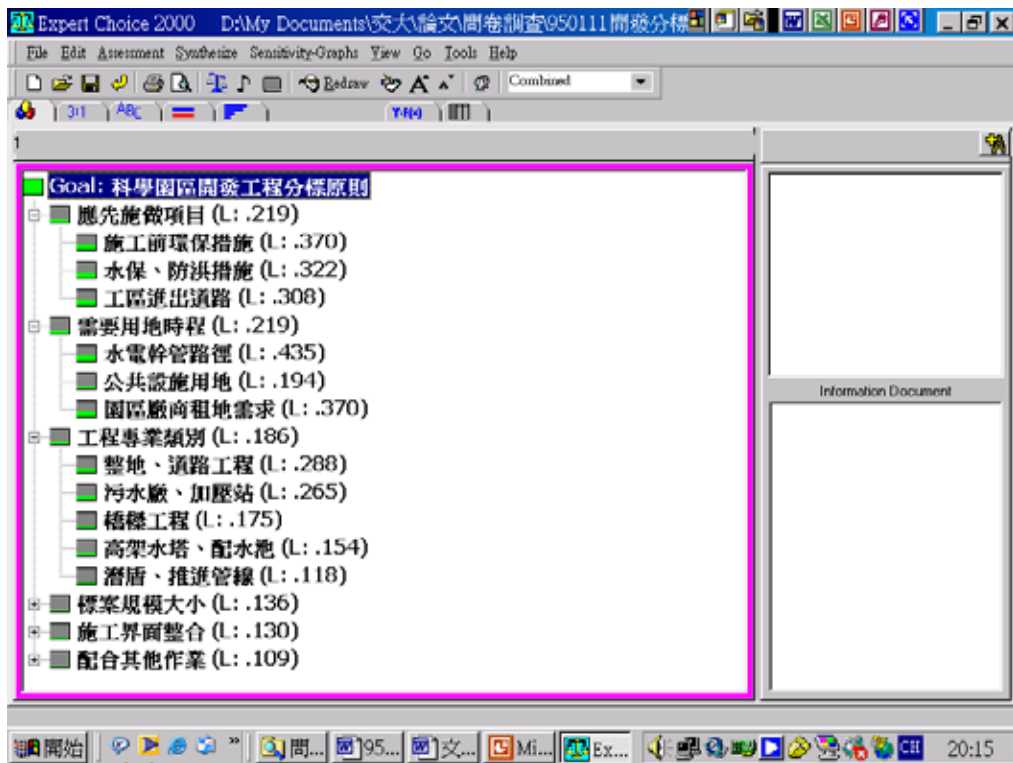 Expert Choice 2000 D:\My Documents\交大\論文\問卷調查\950111開發分標
File Edit Assessment Synthesize Sensitivity-Graphs View Go Tools Help
Redraw A A Combined
3:1 ABC Y=f(x)
1
Goal: 科學園區開發工程分標原則
應先施做項目 (L: .219)
施工前環保措施 (L: .370)
水保、防洪措施 (L: .322)
工區進出道路 (L: .308)
需要用地時程 (L: .219)
水電幹管路徑 (L: .435)
公共設施用地 (L: .194)
園區廠商租地需求 (L: .370)
工程專業類別 (L: .186)
整地、道路工程 (L: .288)
污水廠、加壓站 (L: .265)
橋樑工程 (L: .175)
高架水塔、配水池 (L: .154)
潛盾、推進管線 (L: .118)
標案規模大小 (L: .136)
施工界面整合 (L: .130)
配合其他作業 (L: .109)
Information Document
開始 問... 95... 交... Mi... Ex... CH 20:15